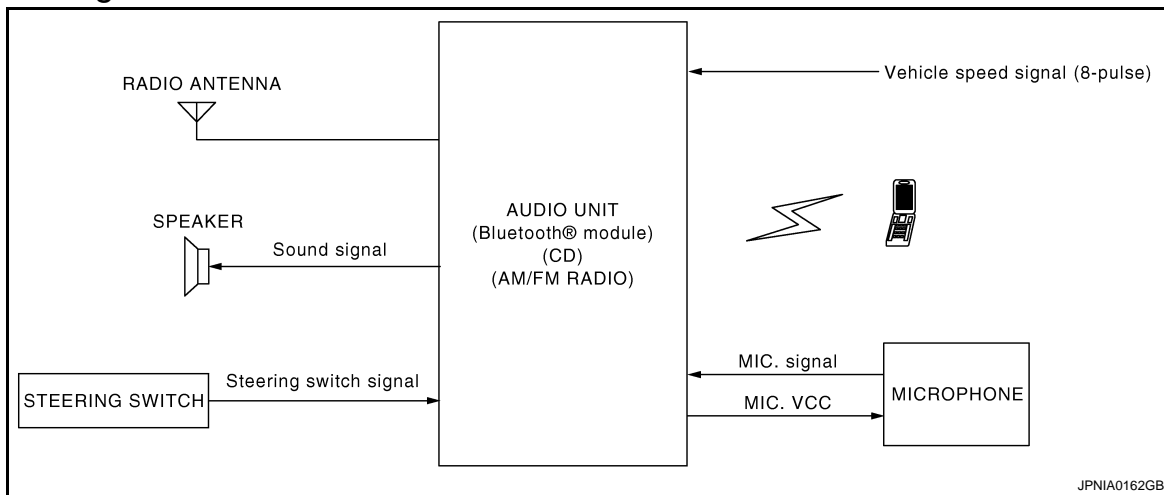 RADIO ANTENNA
Vehicle speed signal (8-pulse)
SPEAKER
Sound signal
AUDIO UNIT
(Bluetooth® module)
(CD)
(AM/FM RADIO)
STEERING SWITCH
Steering switch signal
MIC. signal
MIC. VCC
MICROPHONE
JPNIA0162GB